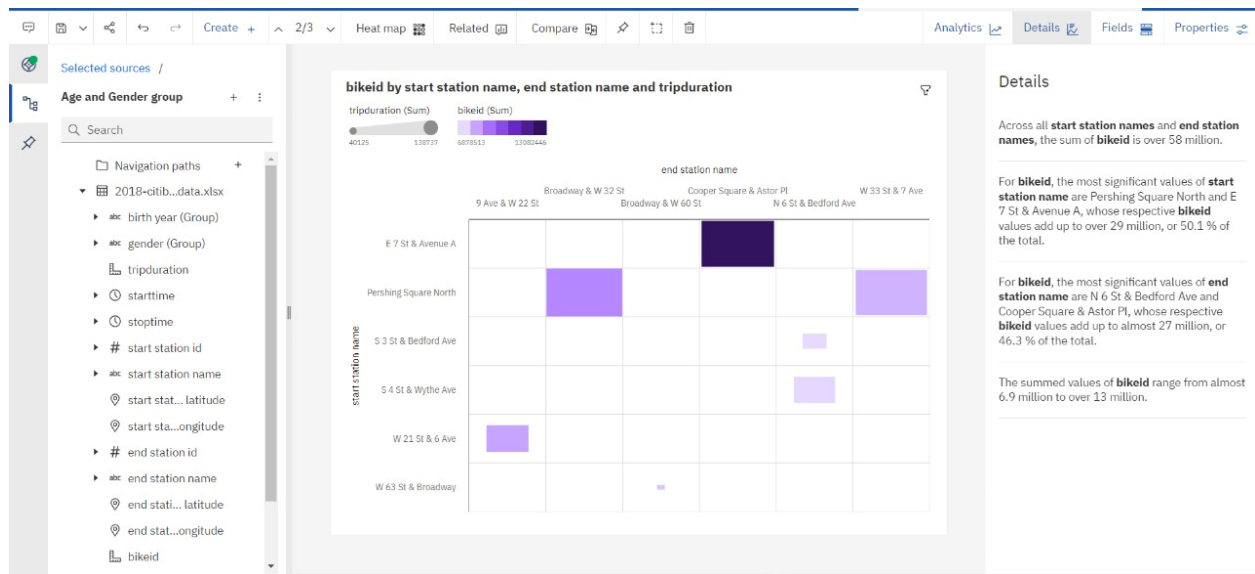 Create +
2/3
Heat map
Related
Compare
Analytics
Details
Fields
Properties
Selected sources /
Age and Gender group
Search
Navigation paths +
2018-citib...data.xlsx
abc birth year (Group)
abc gender (Group)
tripduration
starttime
stoptime
# start station id
abc start station name
start stat... latitude
start sta...ongitude
# end station id
abc end station name
end stati... latitude
end stat...ongitude
bikeid
bikeid by start station name, end station name and tripduration
tripduration (Sum)
40125 138737
bikeid (Sum)
6878513 13082446
end station name
Broadway & W 32 St Cooper Square & Astor Pl W 33 St & 7 Ave
9 Ave & W 22 St Broadway & W 60 St N 6 St & Bedford Ave
start station name
E 7 St & Avenue A
Pershing Square North
S 3 St & Bedford Ave
S 4 St & Wythe Ave
W 21 St & 6 Ave
W 63 St & Broadway
Details
Across all start station names and end station
names, the sum of bikeid is over 58 million.
For bikeid, the most significant values of start
station name are Pershing Square North and E
7 St & Avenue A, whose respective bikeid
values add up to over 29 million, or 50.1 % of
the total.
For bikeid, the most significant values of end
station name are N 6 St & Bedford Ave and
Cooper Square & Astor Pl, whose respective
bikeid values add up to almost 27 million, or
46.3 % of the total.
The summed values of bikeid range from almost
6.9 million to over 13 million.